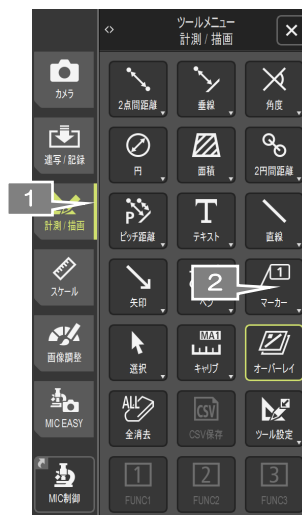 ツールメニュー
計測 / 描画
カメラ
連写 / 記録
1
計測 / 描画
スケール
画像調整
MIC EASY
MIC制御
2点間距離
垂線
角度
円
面積
2円間距離
P
ピッチ距離
T
テキスト
直線
矢印
2
ペン
1
マーカー
選択
MA1
キャリブ
オーバーレイ
ALL
全消去
CSV
CSV保存
ツール設定
1
FUNC1
2
FUNC2
3
FUNC3